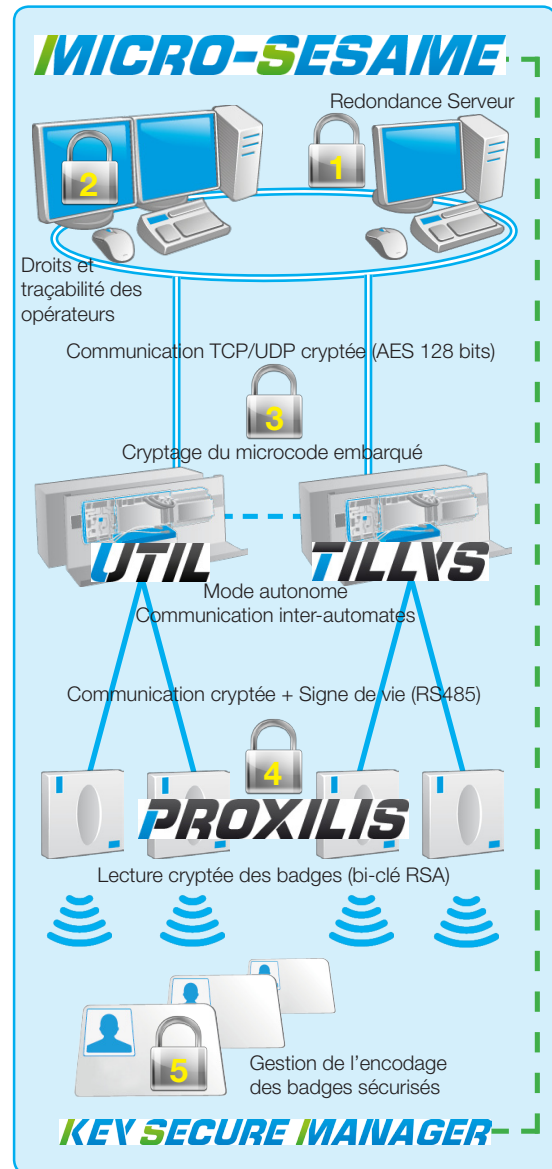 MICRO-SESAME
Redondance Serveur
1
2
Droits et
traçabilité des
opérateurs
Communication TCP/UDP cryptée (AES 128 bits)
3
Cryptage du microcode embarqué
UTIL
TILLYS
Mode autonome
Communication inter-automates
Communication cryptée + Signe de vie (RS485)
4
PROXILIS
Lecture cryptée des badges (bi-clé RSA)
5
Gestion de l'encodage
des badges sécurisés
KEY SECURE MANAGER